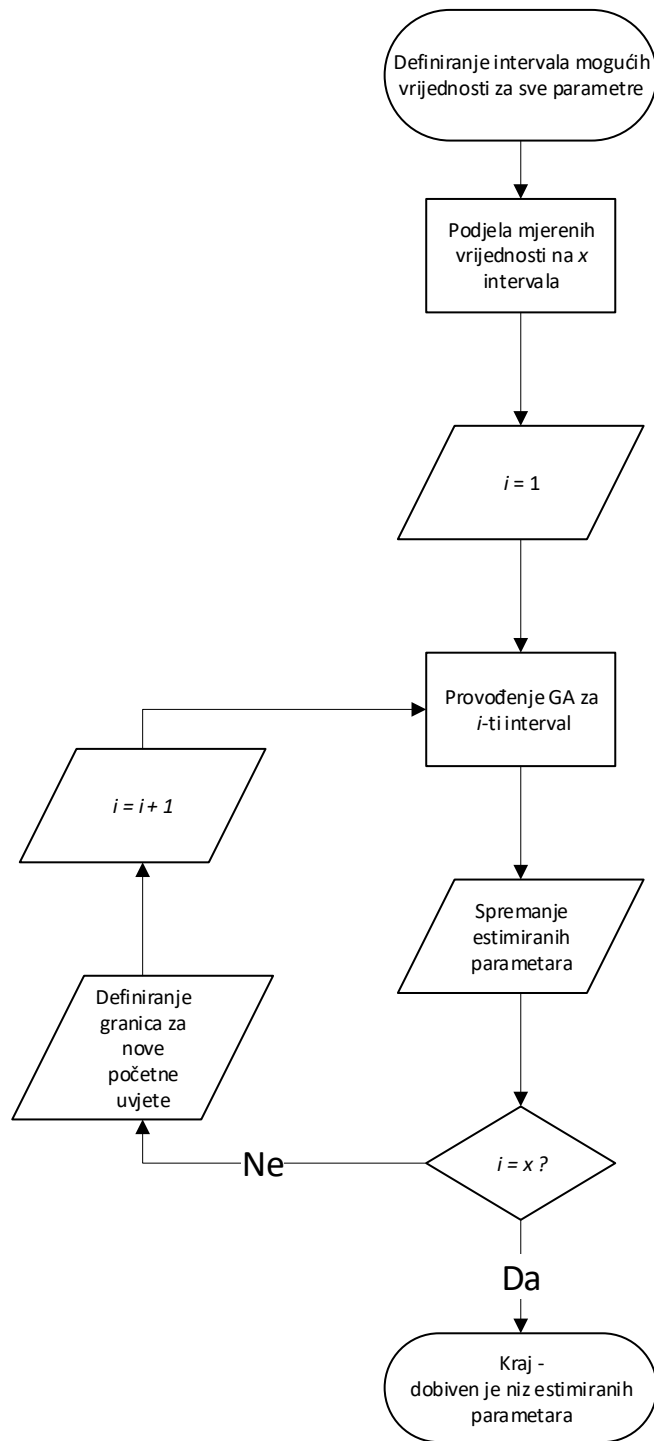 Definiranje intervala mogućih
vrijednosti za sve parametre
Podjela mjerenih
vrijednosti na x
intervala
i = 1
Provođenje GA za
i-ti interval
i = i + 1
Spremanje
estimiranih
parametara
Definiranje
granica za
nove
početne
uvjete
i = x ?
Ne
Da
Kraj -
dobiven je niz estimiranih
parametara